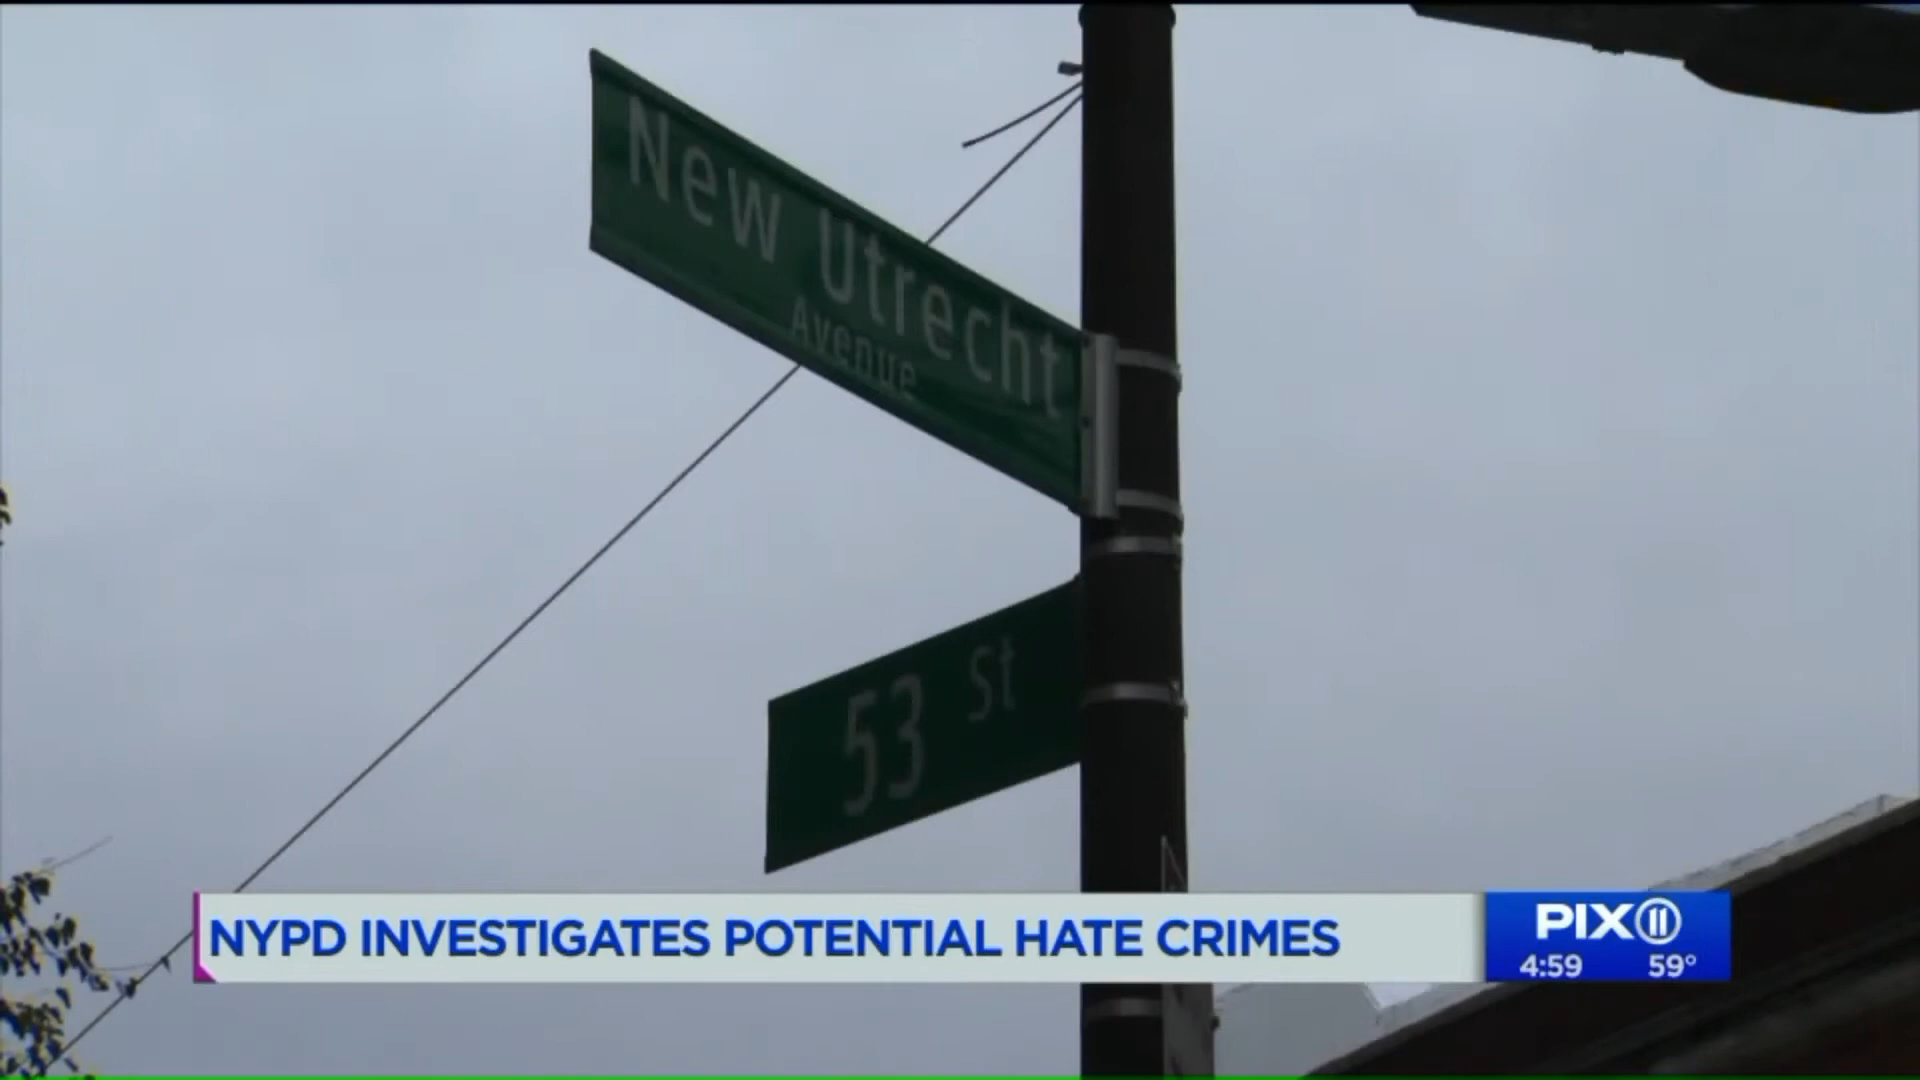 New Utrecht
Avenue
53 St
NYPD INVESTIGATES POTENTIAL HATE CRIMES
PIX11
4:59 59°